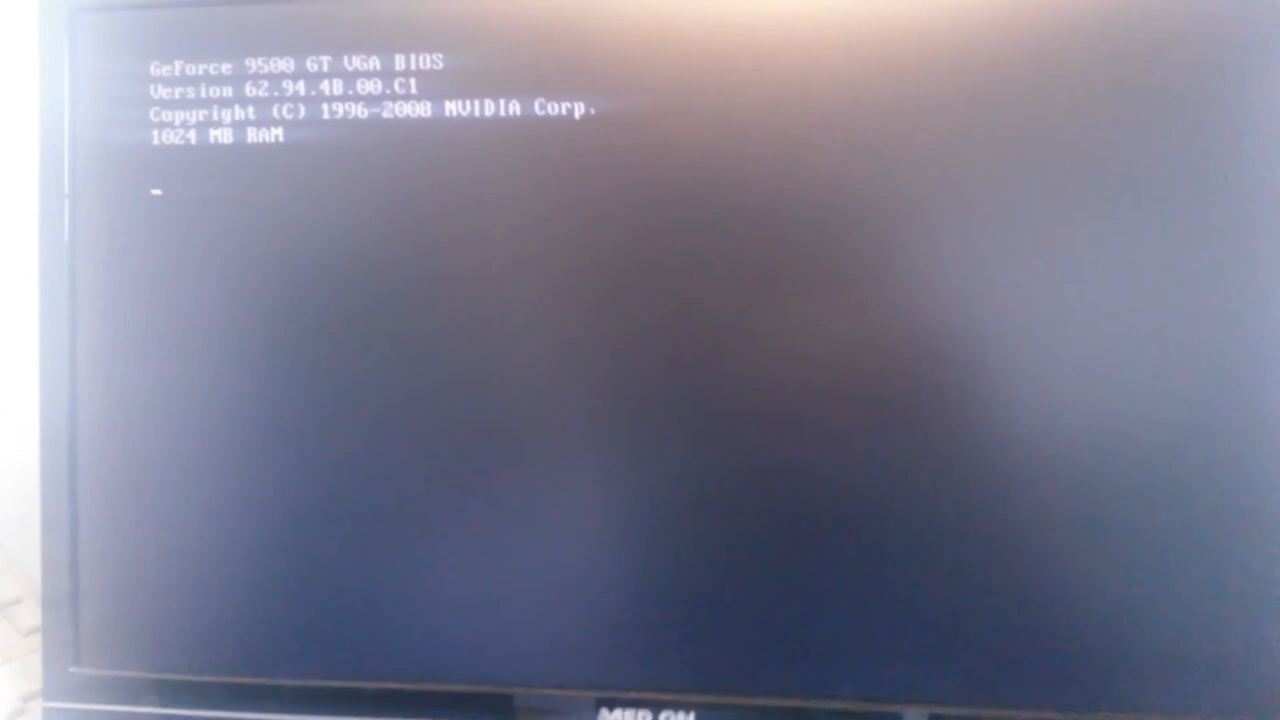 GeForce 9500 GT VGA BIOS
Version 62.94.4B.00.C1
Copyright (C) 1996-2008 NVIDIA Corp.
1024 MB RAM
MEDION